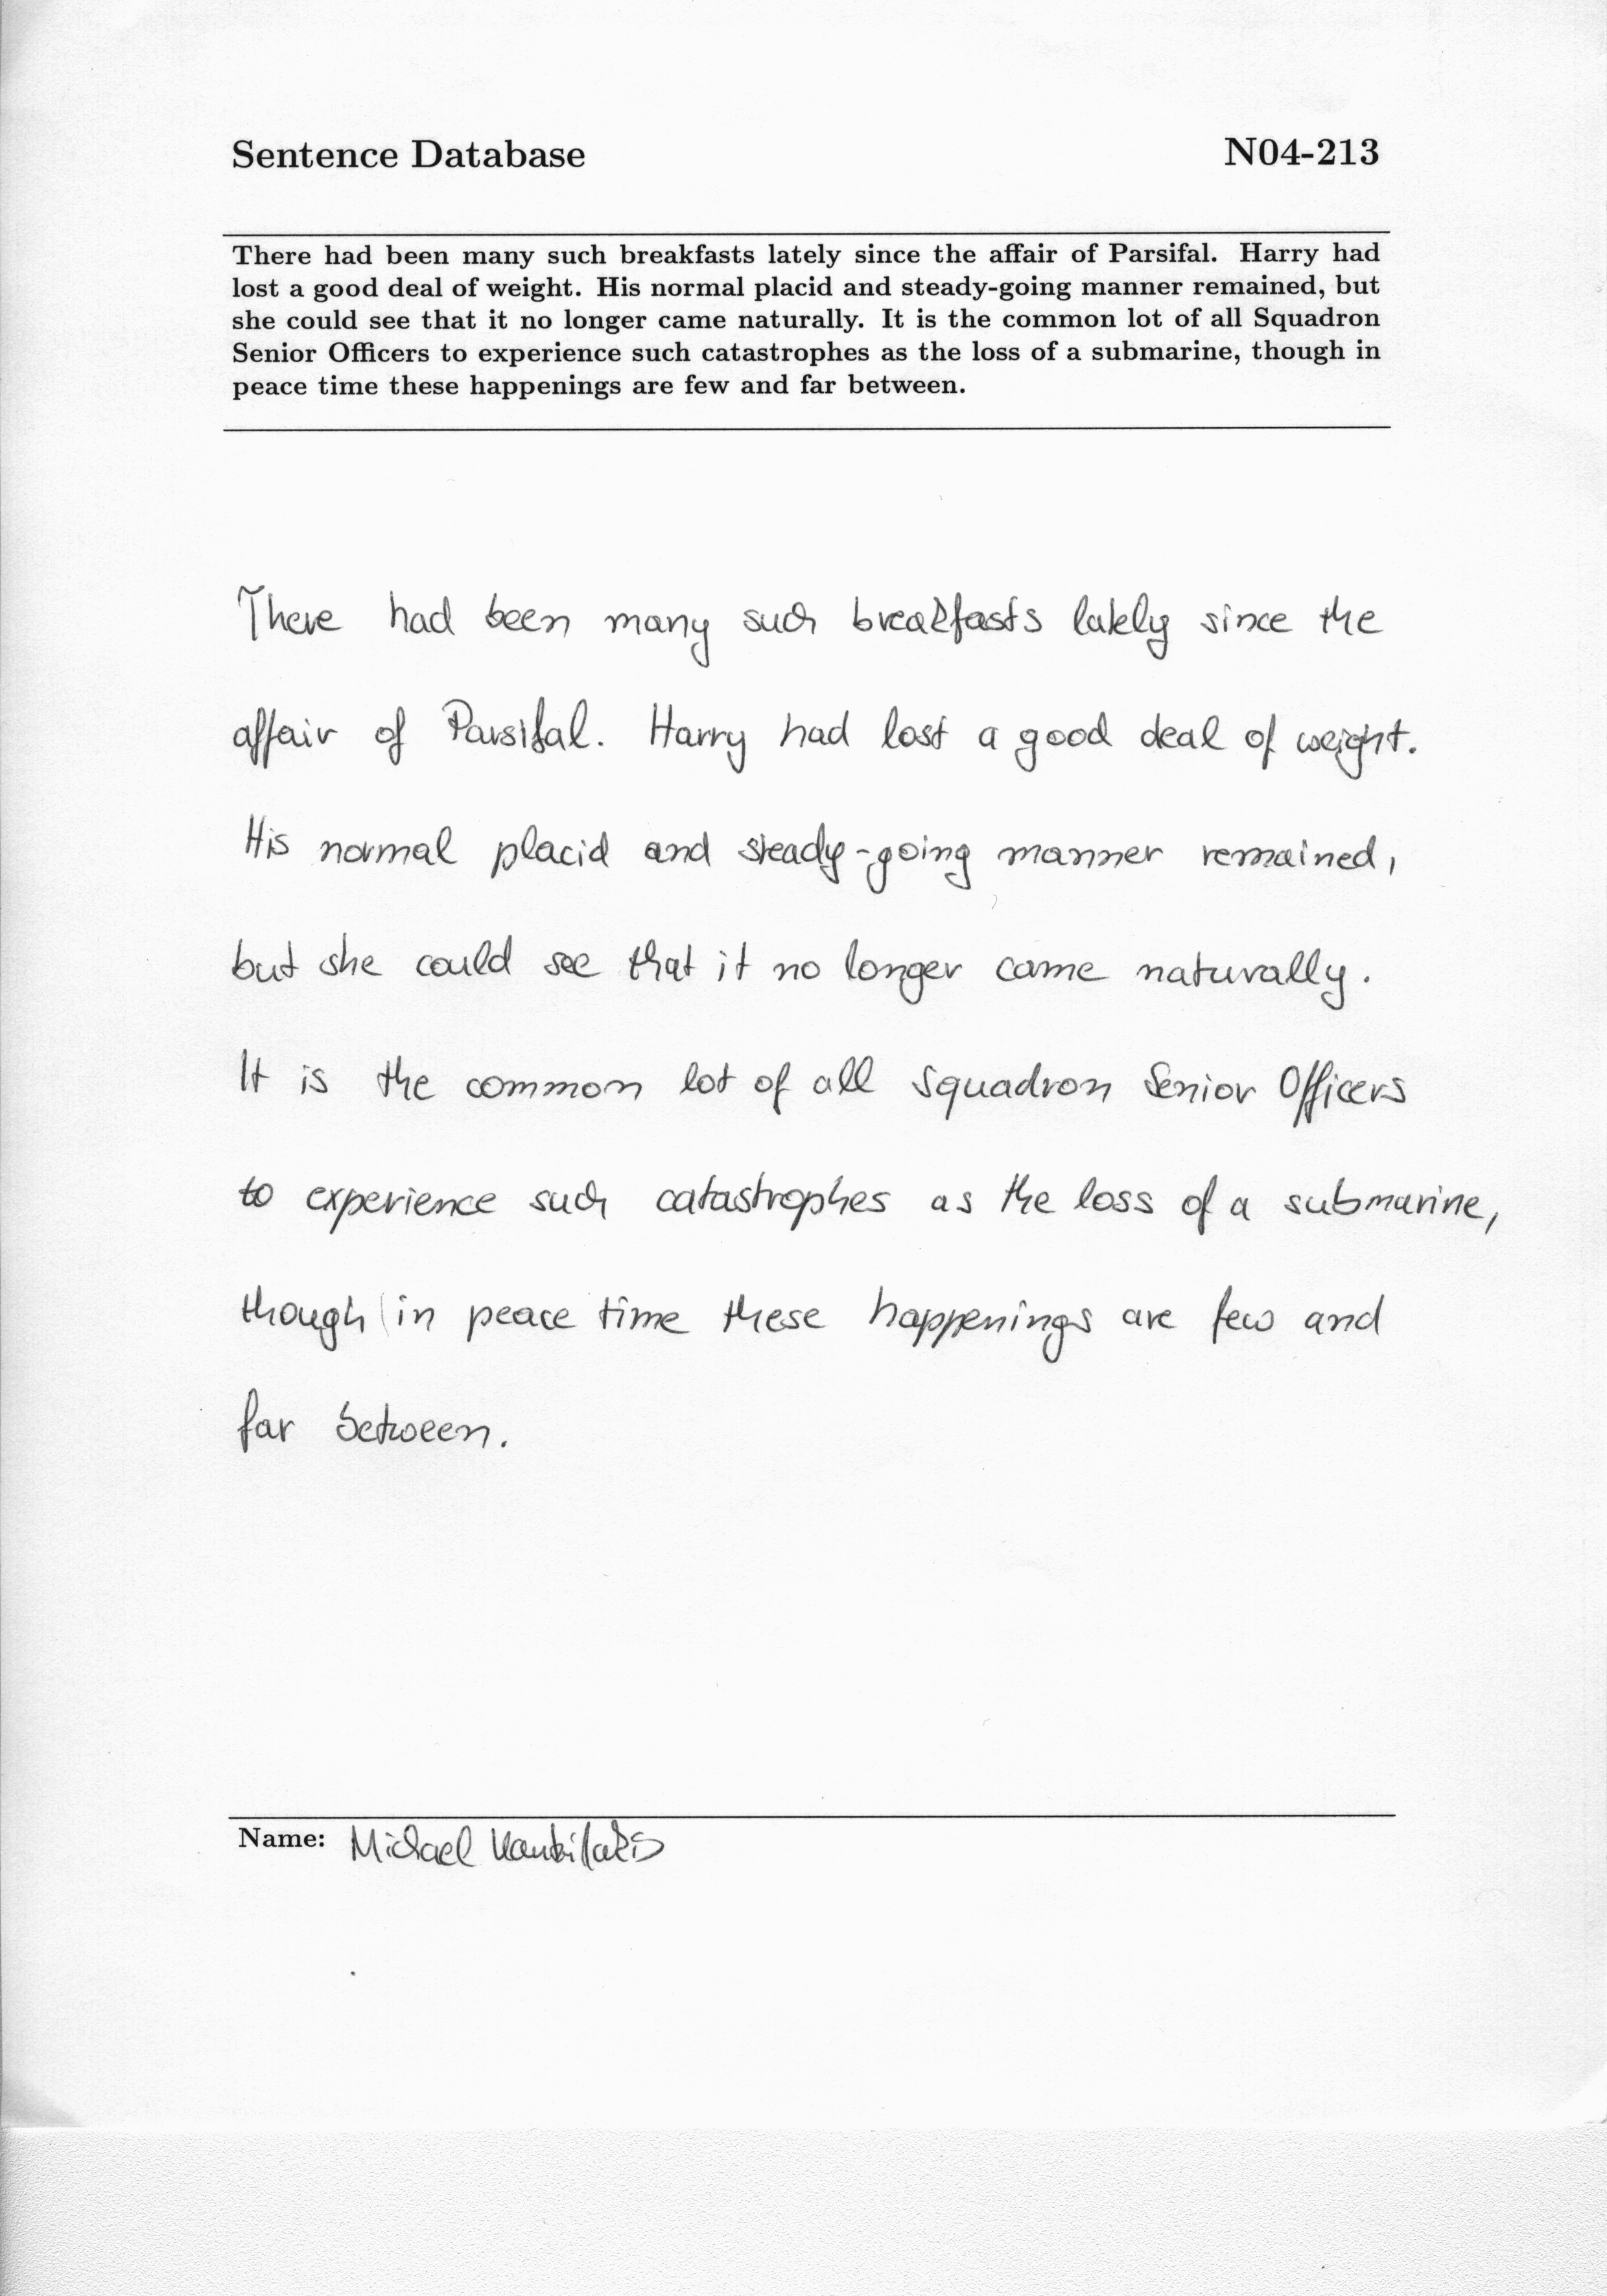 Sentence Database N04-213
There had been many such breakfasts lately since the affair of Parsifal. Harry had
lost a good deal of weight. His normal placid and steady-going manner remained, but
she could see that it no longer came naturally. It is the common lot of all Squadron
Senior Officers to experience such catastrophes as the loss of a submarine, though in
peace time these happenings are few and far between.
There had been many such breakfasts lately since the
affair of Parsifal. Harry had lost a good deal of weight.
His normal placid and steady-going manner remained,
but she could see that it no longer came naturally.
It is the common lot of all Squadron Senior Officers
to experience such catastrophes as the loss of a submarine,
though in peace time these happenings are few and
far between.
Name: Michael